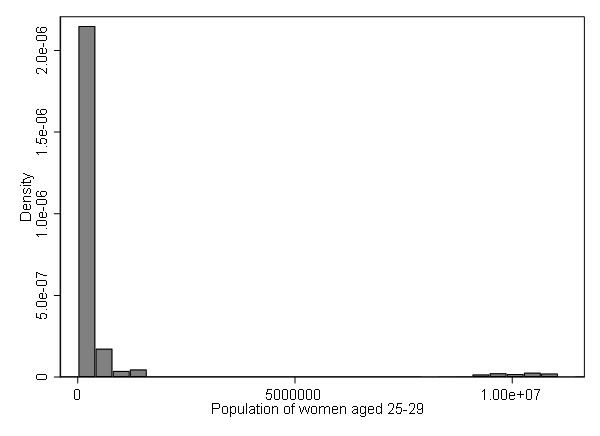 Density
2.0e-06
1.5e-06
1.0e-06
5.0e-07
0
0
5000000
1.00e+07
Population of women aged 25-29